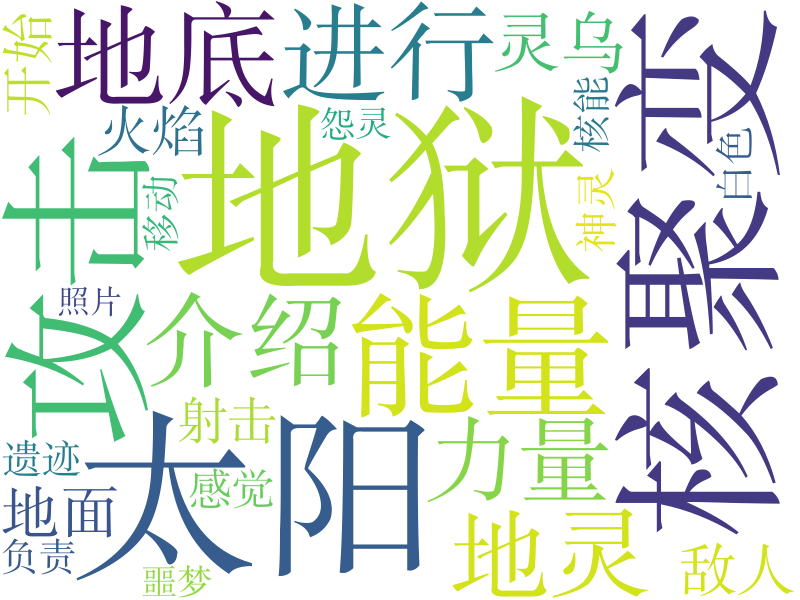 开始
地底
进行
灵乌
核聚变
火焰
怨灵
核能
白色
攻击
地狱
移动
神灵
照片
介绍
能量
太阳
射击
力量
遗迹
感觉
地面
地灵
负责
噩梦
敌人